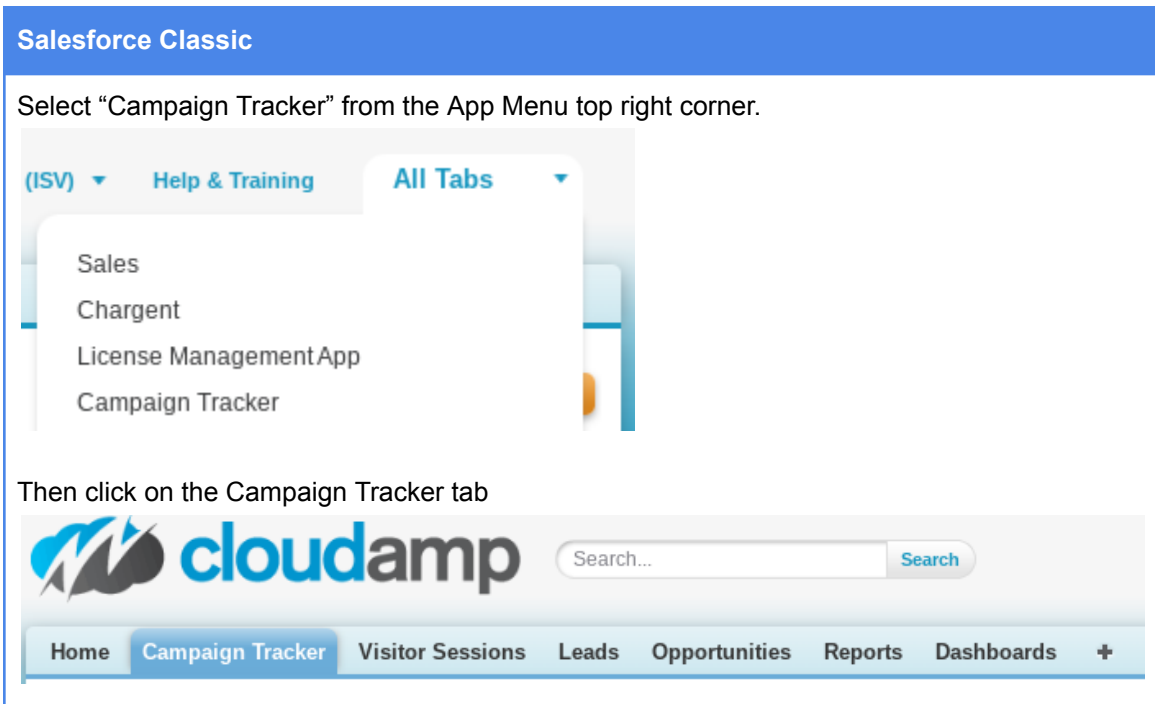 Salesforce Classic
Select “Campaign Tracker” from the App Menu top right corner.
(ISV) Help & Training All Tabs
Sales
Chargent
License Management App
Campaign Tracker
Then click on the Campaign Tracker tab
cloudamp Search... Search
Home Campaign Tracker Visitor Sessions Leads Opportunities Reports Dashboards +